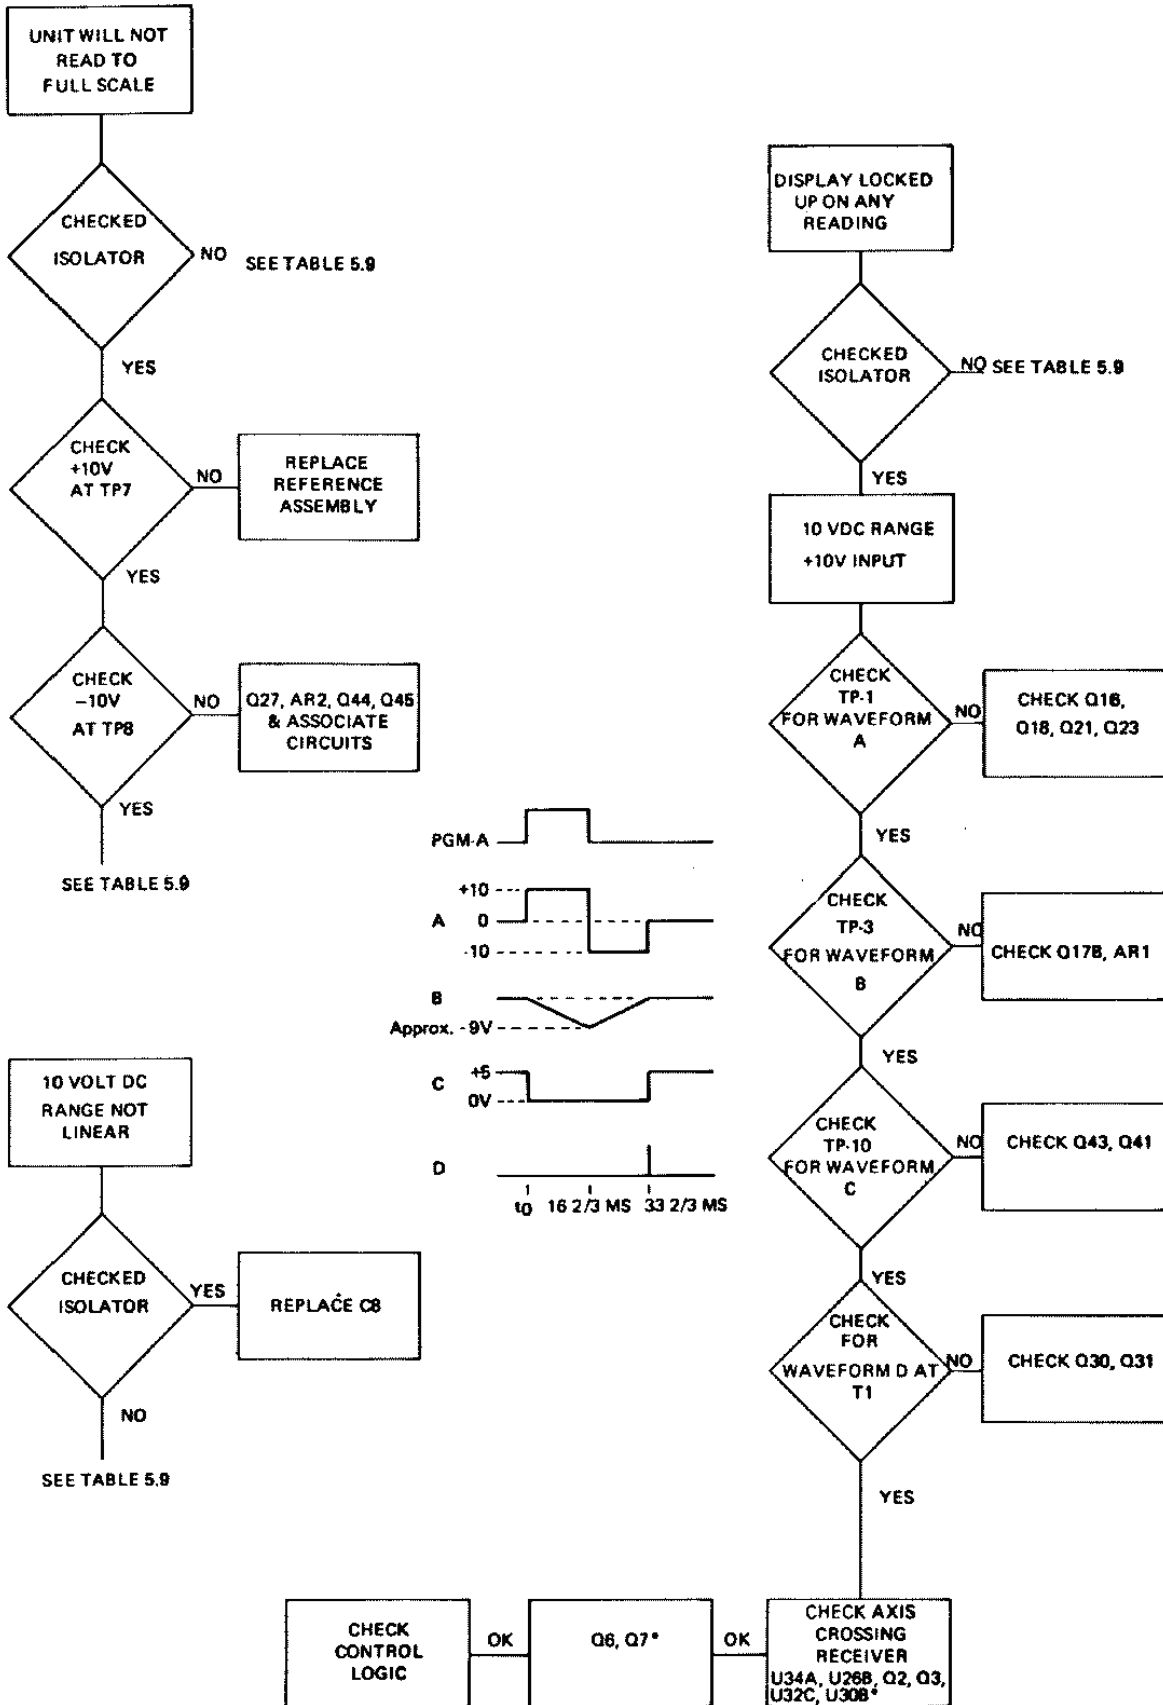 UNIT WILL NOT
READ TO
FULL SCALE
CHECKED
ISOLATOR
NO SEE TABLE 5.9
YES
CHECK
+10V
AT TP7
NO
REPLACE
REFERENCE
ASSEMBLY
YES
CHECK
-10V
AT TP8
NO
Q27, AR2, Q44, Q45
& ASSOCIATE
CIRCUITS
YES
SEE TABLE 5.9
10 VOLT DC
RANGE NOT
LINEAR
CHECKED
ISOLATOR
YES
REPLACE C8
NO
SEE TABLE 5.9
PGM-A
+10
A 0
-10
B
Approx. -9V
+5
C
0V
D
t0 16 2/3 MS 33 2/3 MS
DISPLAY LOCKED
UP ON ANY
READING
CHECKED
ISOLATOR
NO SEE TABLE 5.9
YES
10 VDC RANGE
+10V INPUT
CHECK
TP-1
FOR WAVEFORM
A
NO
CHECK Q16,
Q18, Q21, Q23
YES
CHECK
TP-3
FOR WAVEFORM
B
NO
CHECK Q17B, AR1
YES
CHECK
TP-10
FOR WAVEFORM
C
NO
CHECK Q43, Q41
YES
CHECK
FOR
WAVEFORM D AT
T1
NO
CHECK Q30, Q31
YES
CHECK AXIS
CROSSING
RECEIVER
U34A, U26B, Q2, Q3,
U32C, U30B*
OK
Q6, Q7*
OK
CHECK
CONTROL
LOGIC